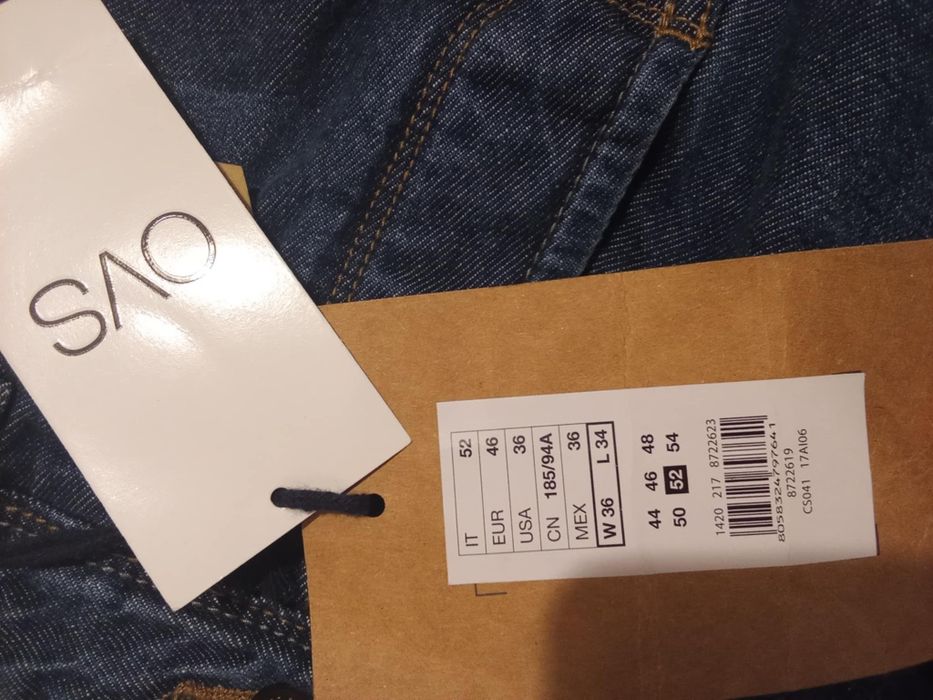 OVS
IT 52
EUR 46
USA 36
CN 185/94A
MEX 36
W 36 L 34
44 46 48
50 52 54
1420 217 8722623
8058324797641
8722619
CS041 17AI06